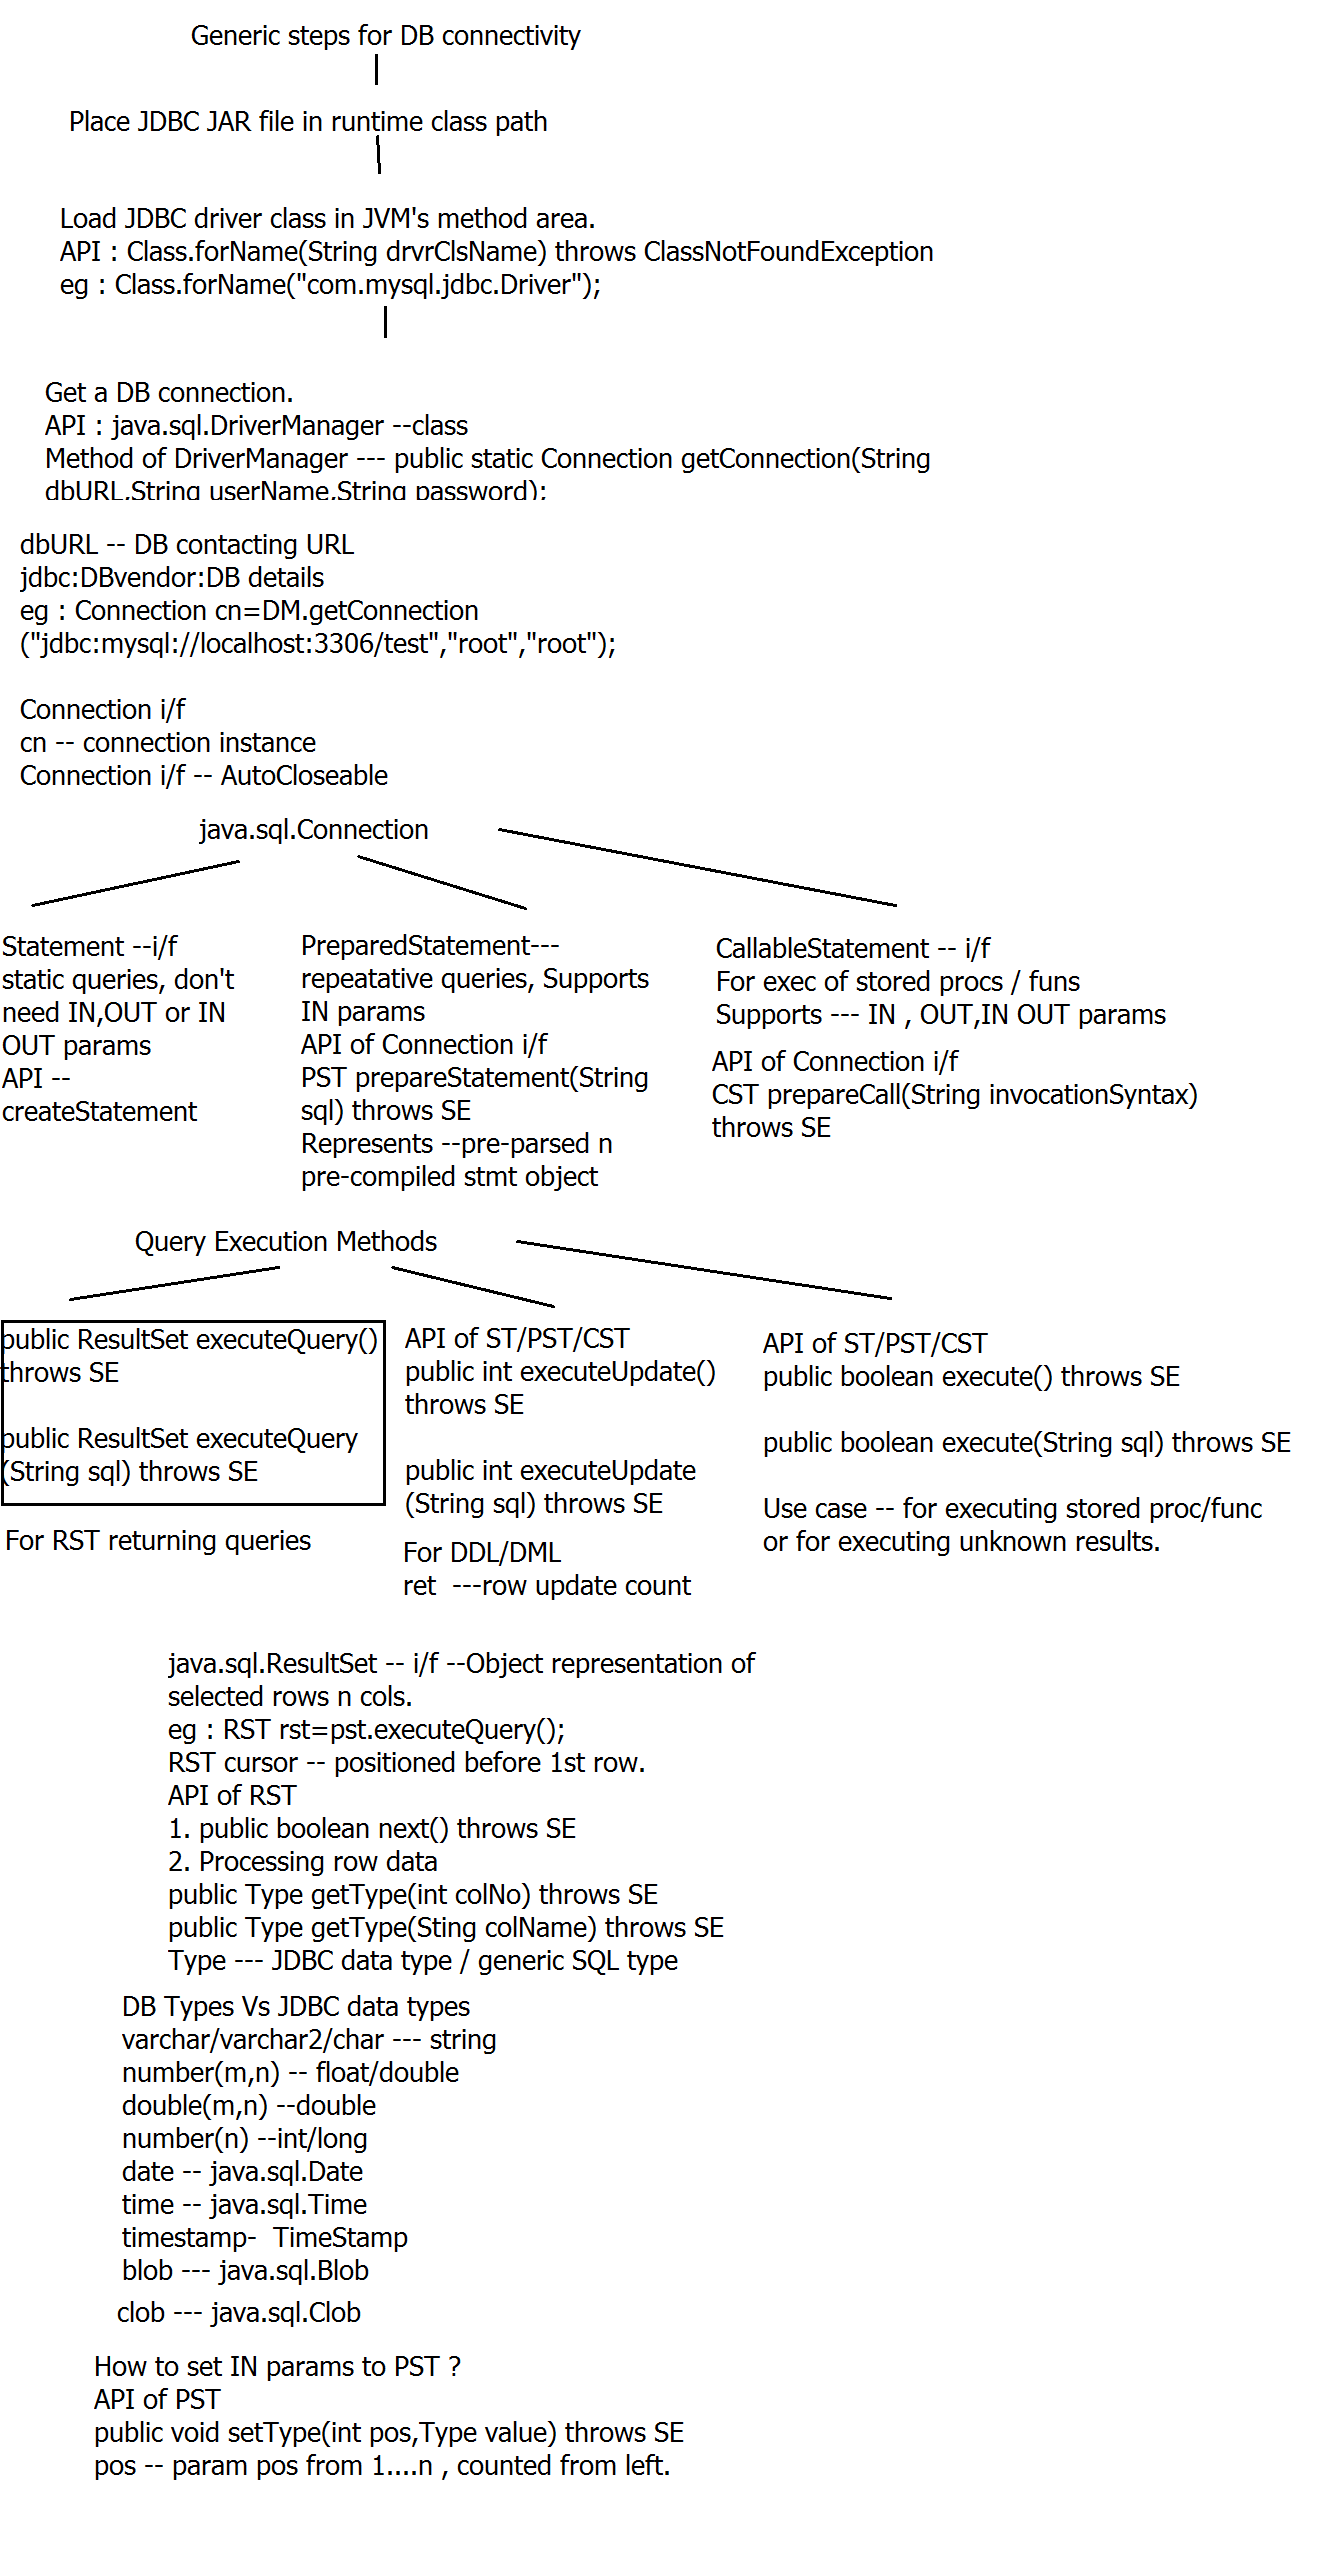 Generic steps for DB connectivity
Place JDBC JAR file in runtime class path
Load JDBC driver class in JVM's method area.
API : Class.forName(String drvrClsName) throws ClassNotFoundException
eg : Class.forName("com.mysql.jdbc.Driver");
Get a DB connection.
API : java.sql.DriverManager --class
Method of DriverManager --- public static Connection getConnection(String
dbURL,String userName,String password);
dbURL -- DB contacting URL
jdbc:DBvendor:DB details
eg : Connection cn=DM.getConnection
("jdbc:mysql://localhost:3306/test","root","root");
Connection i/f
cn -- connection instance
Connection i/f -- AutoCloseable
java.sql.Connection
Statement --i/f
static queries, don't
need IN,OUT or IN
OUT params
API --
createStatement
PreparedStatement---
repeatative queries, Supports
IN params
API of Connection i/f
PST prepareStatement(String
sql) throws SE
Represents --pre-parsed n
pre-compiled stmt object
CallableStatement -- i/f
For exec of stored procs / funs
Supports --- IN , OUT,IN OUT params
API of Connection i/f
CST prepareCall(String invocationSyntax)
throws SE
Query Execution Methods
public ResultSet executeQuery()
throws SE
public ResultSet executeQuery
(String sql) throws SE
For RST returning queries
API of ST/PST/CST
public int executeUpdate()
throws SE
public int executeUpdate
(String sql) throws SE
For DDL/DML
ret  ---row update count
API of ST/PST/CST
public boolean execute() throws SE
public boolean execute(String sql) throws SE
Use case -- for executing stored proc/func
or for executing unknown results.
java.sql.ResultSet -- i/f --Object representation of
selected rows n cols.
eg : RST rst=pst.executeQuery();
RST cursor -- positioned before 1st row.
API of RST
1. public boolean next() throws SE
2. Processing row data
public Type getType(int colNo) throws SE
public Type getType(Sting colName) throws SE
Type --- JDBC data type / generic SQL type
DB Types Vs JDBC data types
varchar/varchar2/char --- string
number(m,n) -- float/double
double(m,n) --double
number(n) --int/long
date -- java.sql.Date
time -- java.sql.Time
timestamp-  TimeStamp
blob --- java.sql.Blob
clob --- java.sql.Clob
How to set IN params to PST ?
API of PST
public void setType(int pos,Type value) throws SE
pos -- param pos from 1....n , counted from left.